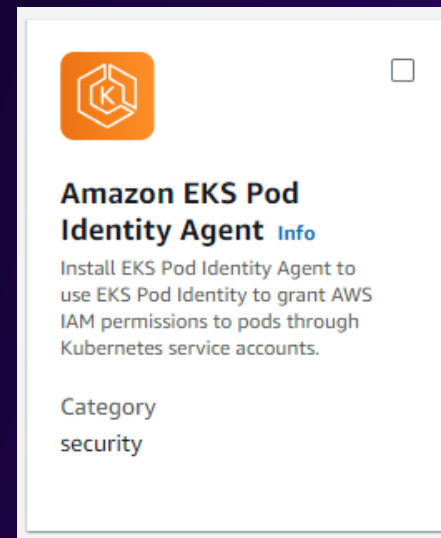 K
Amazon EKS Pod
Identity Agent Info
Install EKS Pod Identity Agent to
use EKS Pod Identity to grant AWS
IAM permissions to pods through
Kubernetes service accounts.
Category
security